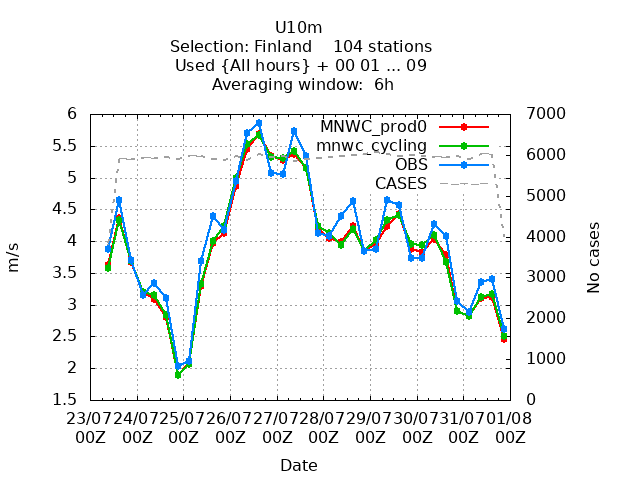 U10m
Selection: Finland    104 stations
Used {All hours} + 00 01 ... 09
Averaging window:  6h
MNWC_prod0
mnwc_cycling
OBS
CASES
m/s
6
5.5
5
4.5
4
3.5
3
2.5
2
1.5
7000
6000
5000
4000
3000
2000
1000
0
No cases
23/07 24/07 25/07 26/07 27/07 28/07 29/07 30/07 31/07 01/08
00Z 00Z 00Z 00Z 00Z 00Z 00Z 00Z 00Z 00Z
Date